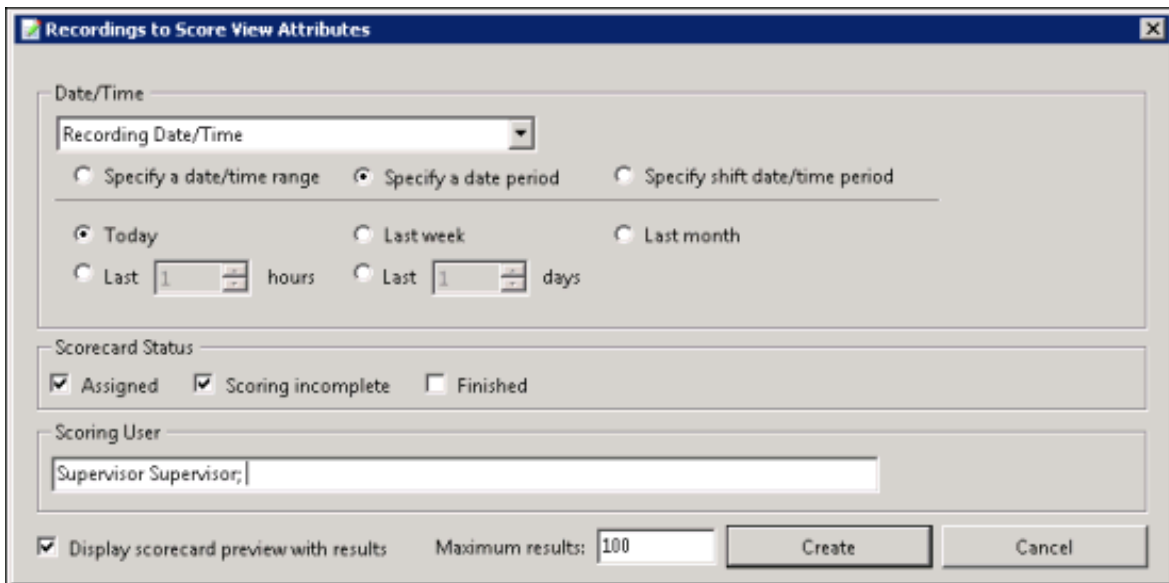 Recordings to Score View Attributes
Date/Time
Recording Date/Time
Specify a date/time range Specify a date period Specify shift date/time period
Today Last week Last month
Last 1 hours Last 1 days
Scorecard Status
Assigned Scoring incomplete Finished
Scoring User
Supervisor Supervisor;
Display scorecard preview with results Maximum results: 100 Create Cancel